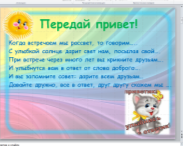 Передай привет!
Когда встречаем мы рассвет, то говорим...
С улыбкой солнце дарит свет нам, посылая свой...
При встрече через много лет вы крикните друзьям...
И улыбнутся вам в ответ от слова доброго...
И вы запомните совет: дарите всем друзьям...
Давайте дружно, все в ответ, друг другу скажем мы ...